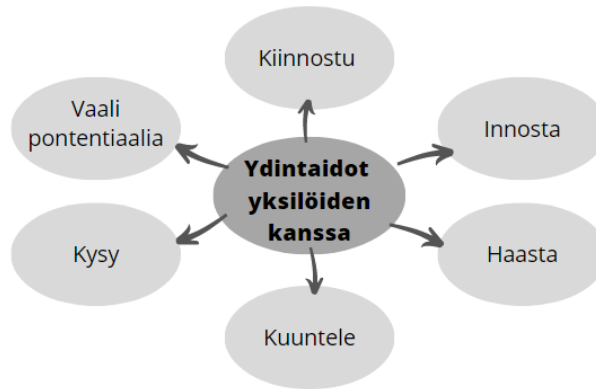 Kiinnostu
Vaali
pontentiaalia
Innosta
Ydintaidot
yksilöiden
kanssa
Kysy
Haasta
Kuuntele